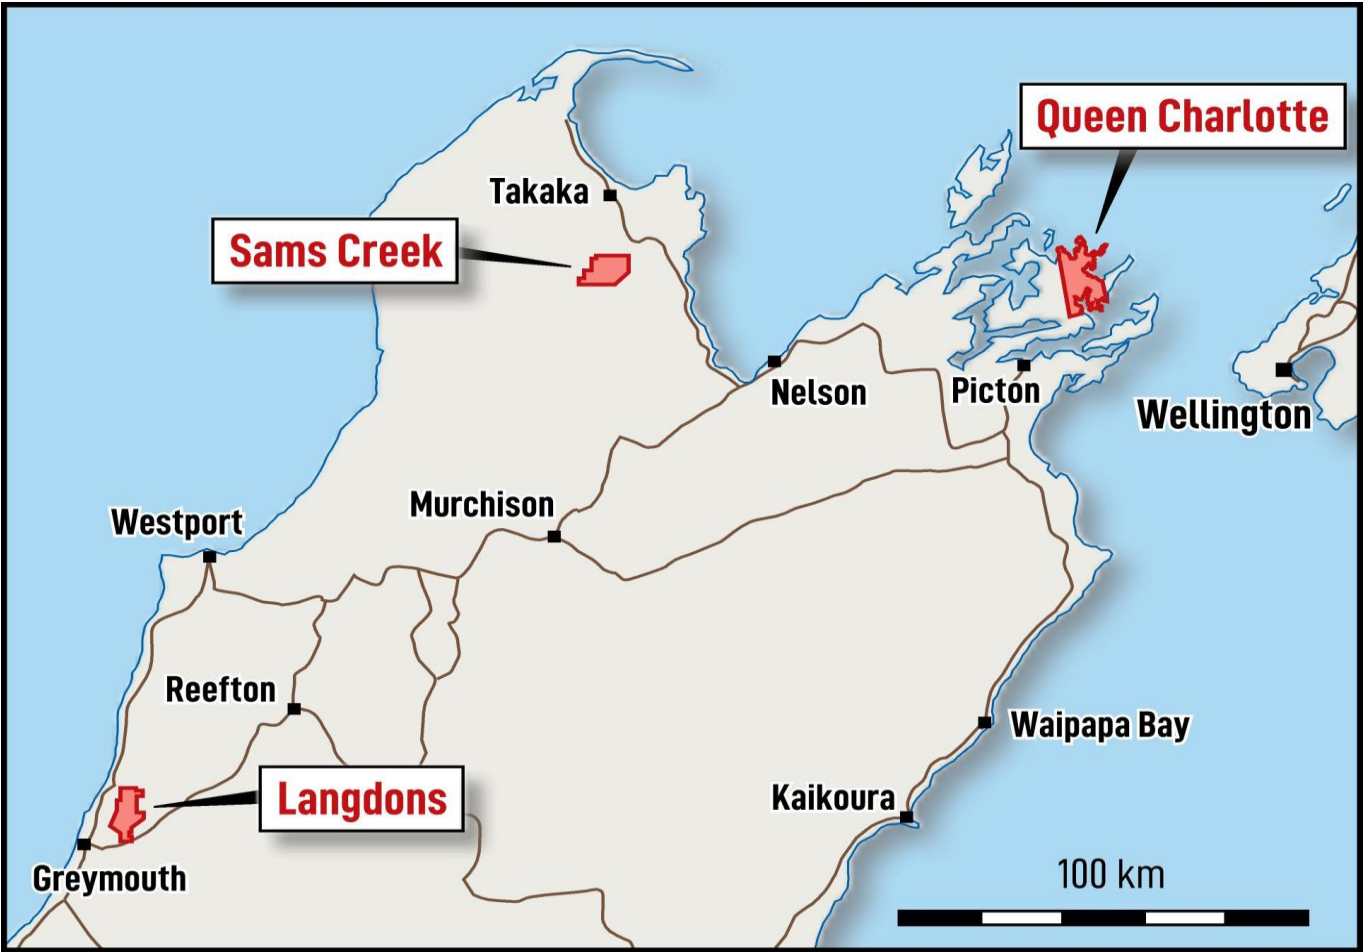 Queen Charlotte
Takaka
Sams Creek
Nelson
Picton
Wellington
Murchison
Westport
Reefton
Waipapa Bay
Langdons
Kaikoura
Greymouth
100 km